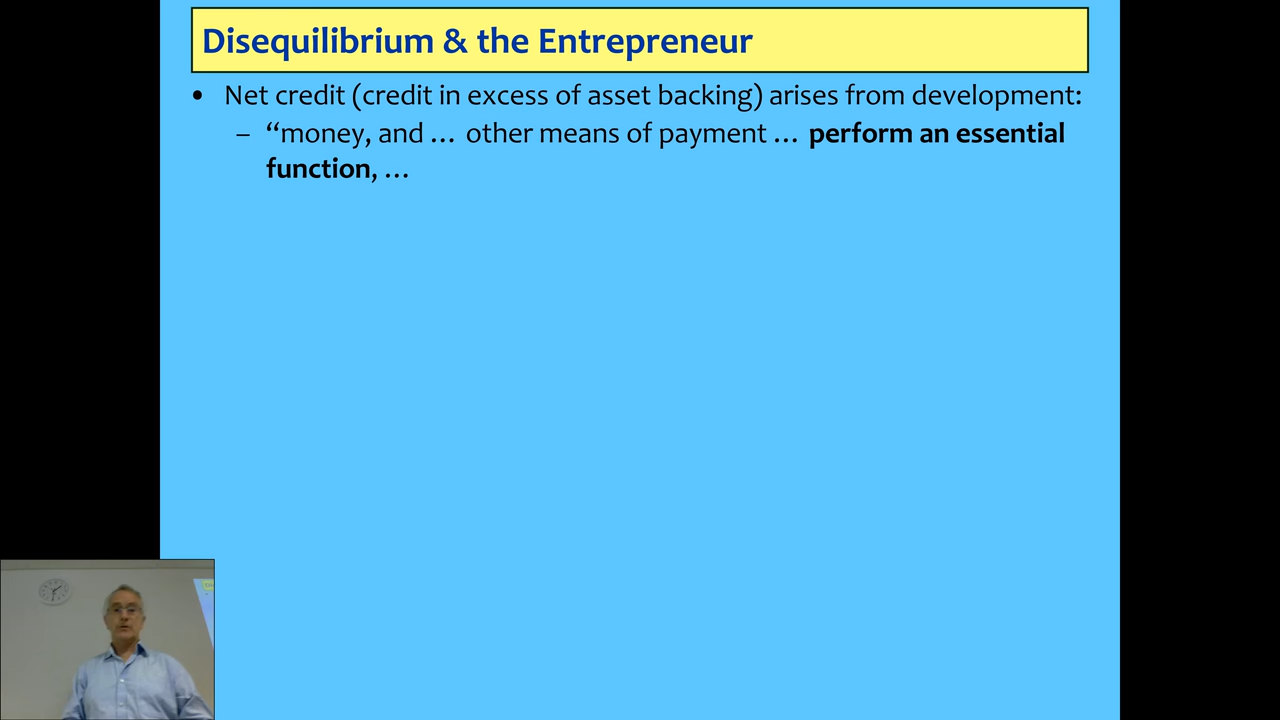 Disequilibrium & the Entrepreneur
• Net credit (credit in excess of asset backing) arises from development:
– “money, and … other means of payment … perform an essential
function, …